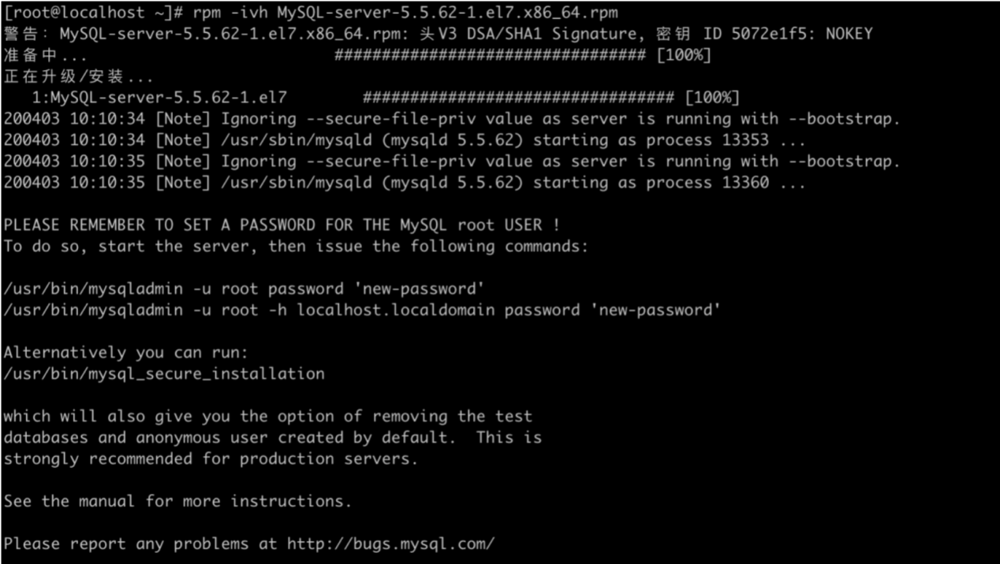 [root@localhost ~]# rpm -ivh MySQL-server-5.5.62-1.el7.x86_64.rpm
警告：MySQL-server-5.5.62-1.el7.x86_64.rpm: 头V3 DSA/SHA1 Signature, 密钥 ID 5072e1f5: NOKEY
准备中... ################################# [100%]
正在升级/安装...
1:MySQL-server-5.5.62-1.el7 ################################# [100%]
200403 10:10:34 [Note] Ignoring --secure-file-priv value as server is running with --bootstrap.
200403 10:10:34 [Note] /usr/sbin/mysqld (mysqld 5.5.62) starting as process 13353 ...
200403 10:10:35 [Note] Ignoring --secure-file-priv value as server is running with --bootstrap.
200403 10:10:35 [Note] /usr/sbin/mysqld (mysqld 5.5.62) starting as process 13360 ...
PLEASE REMEMBER TO SET A PASSWORD FOR THE MySQL root USER !
To do so, start the server, then issue the following commands:
/usr/bin/mysqladmin -u root password 'new-password'
/usr/bin/mysqladmin -u root -h localhost.localdomain password 'new-password'
Alternatively you can run:
/usr/bin/mysql_secure_installation
which will also give you the option of removing the test
databases and anonymous user created by default.  This is
strongly recommended for production servers.
See the manual for more instructions.
Please report any problems at http://bugs.mysql.com/